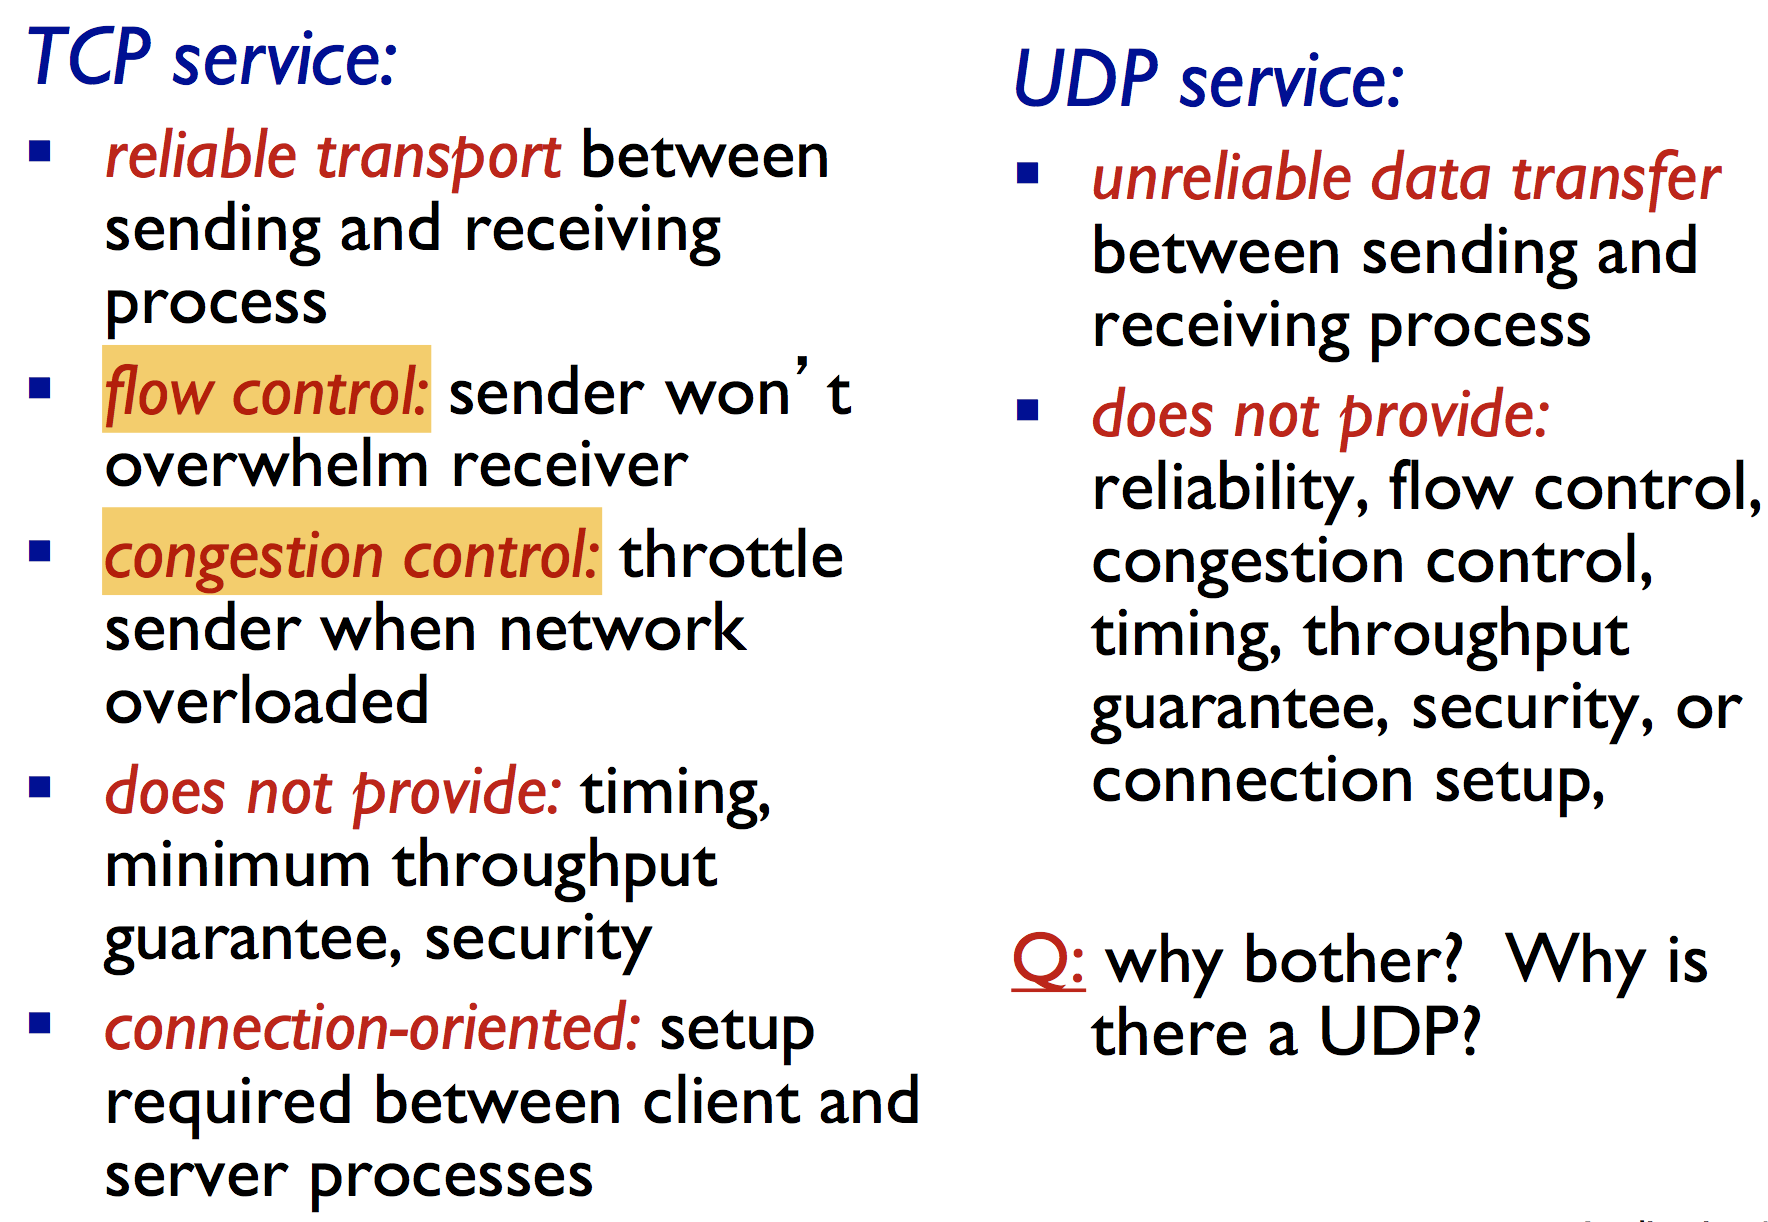 TCP service:
reliable transport between
sending and receiving
process
flow control: sender won’ t
overwhelm receiver
congestion control: throttle
sender when network
overloaded
does not provide: timing,
minimum throughput
guarantee, security
connection-oriented: setup
required between client and
server processes
UDP service:
unreliable data transfer
between sending and
receiving process
does not provide:
reliability, flow control,
congestion control,
timing, throughput
guarantee, security, or
connection setup,
Q: why bother? Why is
there a UDP?